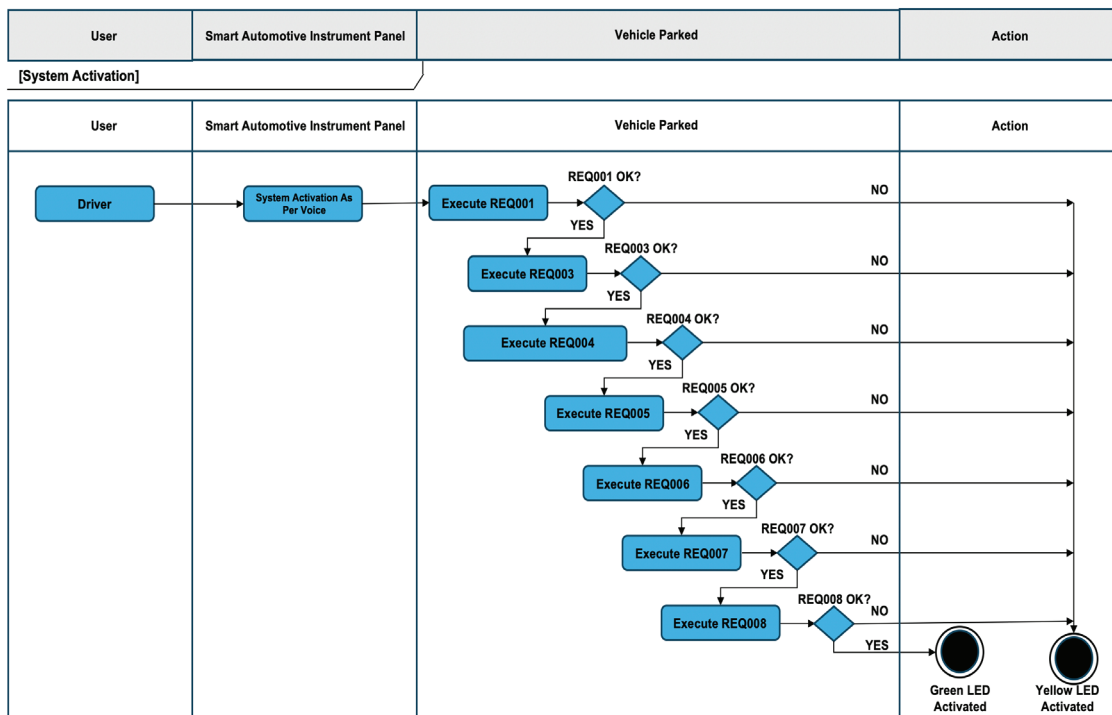 User
Smart Automotive Instrument Panel
Vehicle Parked
Action
[System Activation]
User
Smart Automotive Instrument Panel
Vehicle Parked
Action
Driver
System Activation As
Per Voice
Execute REQ001
REQ001 OK?
NO
YES
Execute REQ003
REQ003 OK?
NO
YES
Execute REQ004
REQ004 OK?
NO
YES
Execute REQ005
REQ005 OK?
NO
YES
Execute REQ006
REQ006 OK?
NO
YES
Execute REQ007
REQ007 OK?
NO
YES
Execute REQ008
REQ008 OK?
NO
YES
Green LED
Activated
Yellow LED
Activated